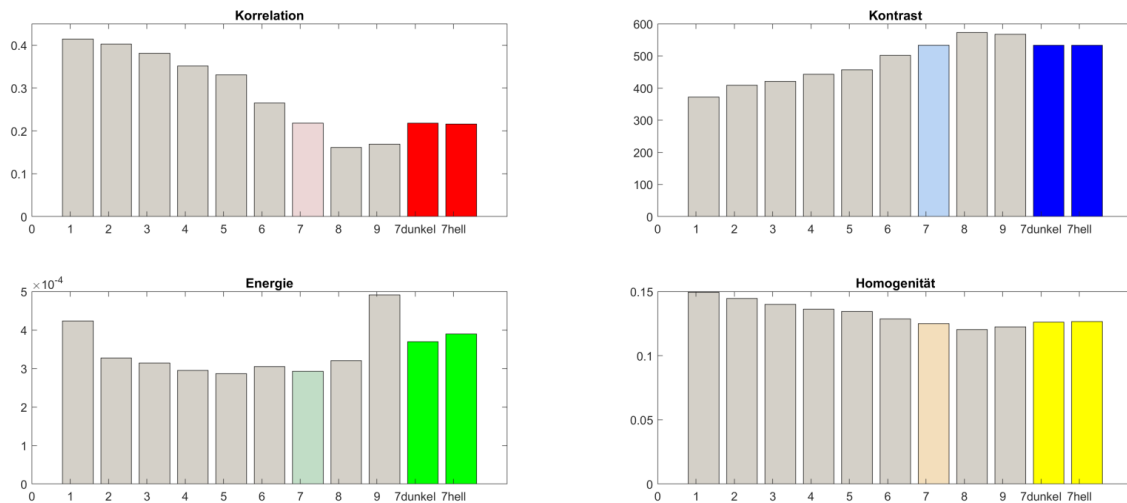 Korrelation
0.4
0.3
0.2
0.1
0
0 1 2 3 4 5 6 7 8 9 7dunkel 7hell
Kontrast
600
500
400
300
200
100
0
0 1 2 3 4 5 6 7 8 9 7dunkel 7hell
Energie
×10⁻⁴
5
4
3
2
1
0
0 1 2 3 4 5 6 7 8 9 7dunkel 7hell
Homogenität
0.15
0.1
0.05
0
0 1 2 3 4 5 6 7 8 9 7dunkel 7hell